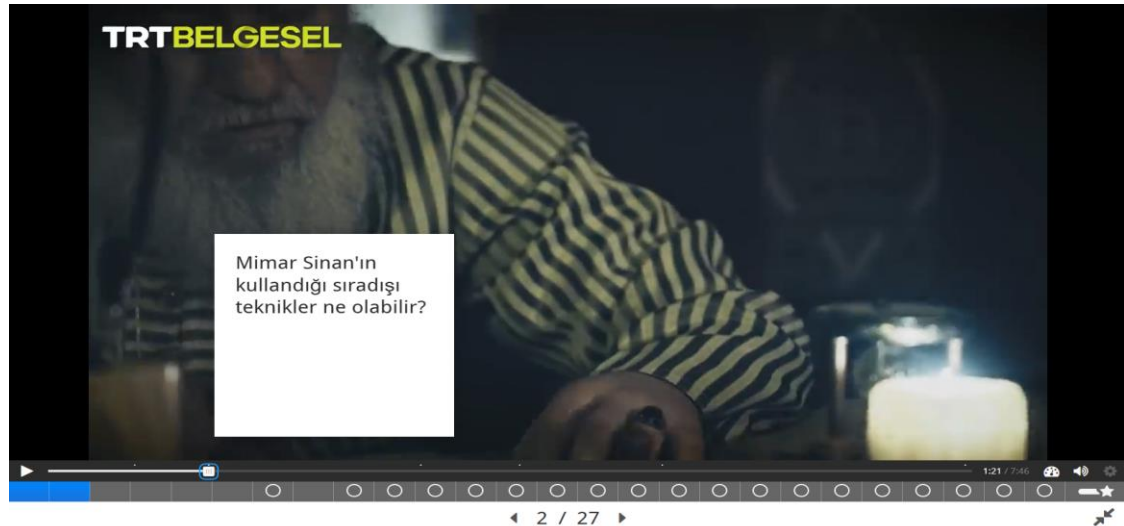 TRTBELGESEL
Mimar Sinan'ın
kullandığı sıradışı
teknikler ne olabilir?
1:21 / 7:46
2 / 27